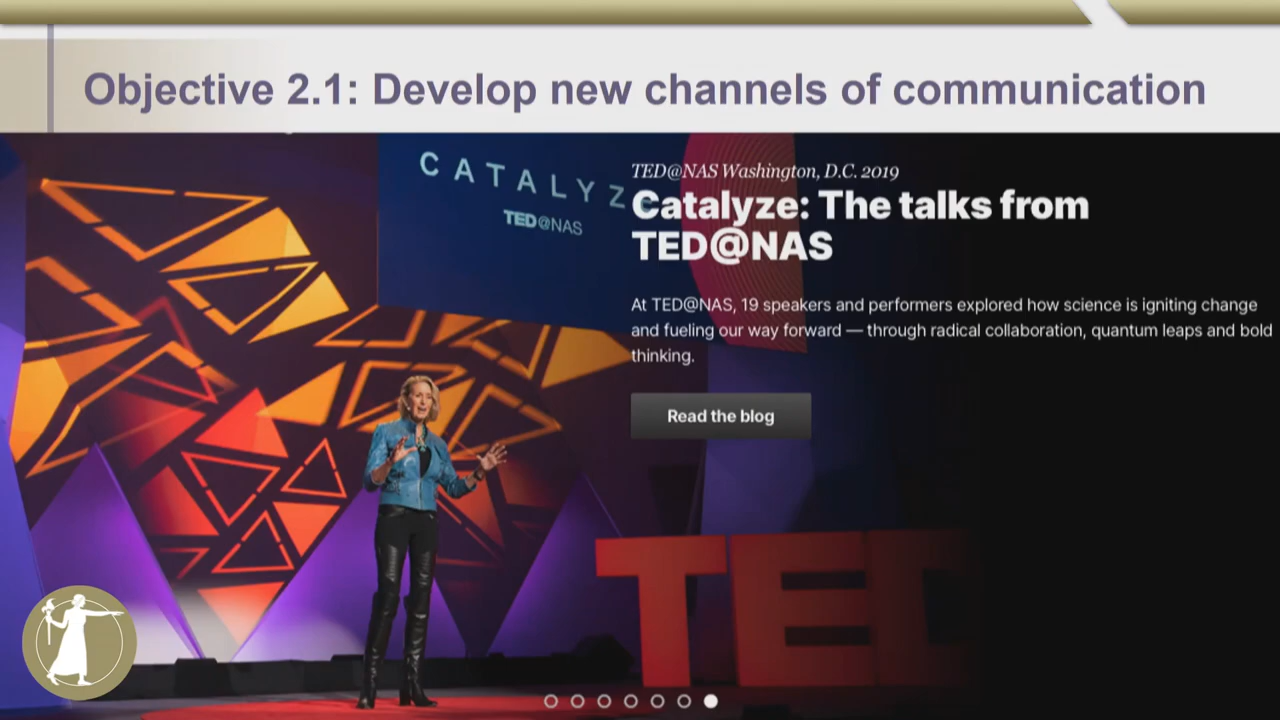 Objective 2.1: Develop new channels of communication
CATALYZE
TED@NAS
TED@NAS Washington, D.C. 2019
Catalyze: The talks from
TED@NAS
At TED@NAS, 19 speakers and performers explored how science is igniting change
and fueling our way forward — through radical collaboration, quantum leaps and bold
thinking.
Read the blog
TED